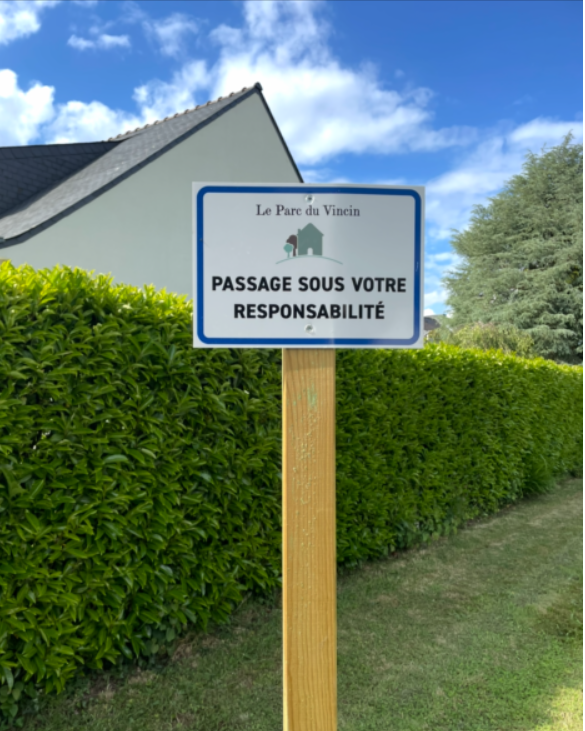 Le Parc du Vincin
PASSAGE SOUS VOTRE
RESPONSABILITÉ